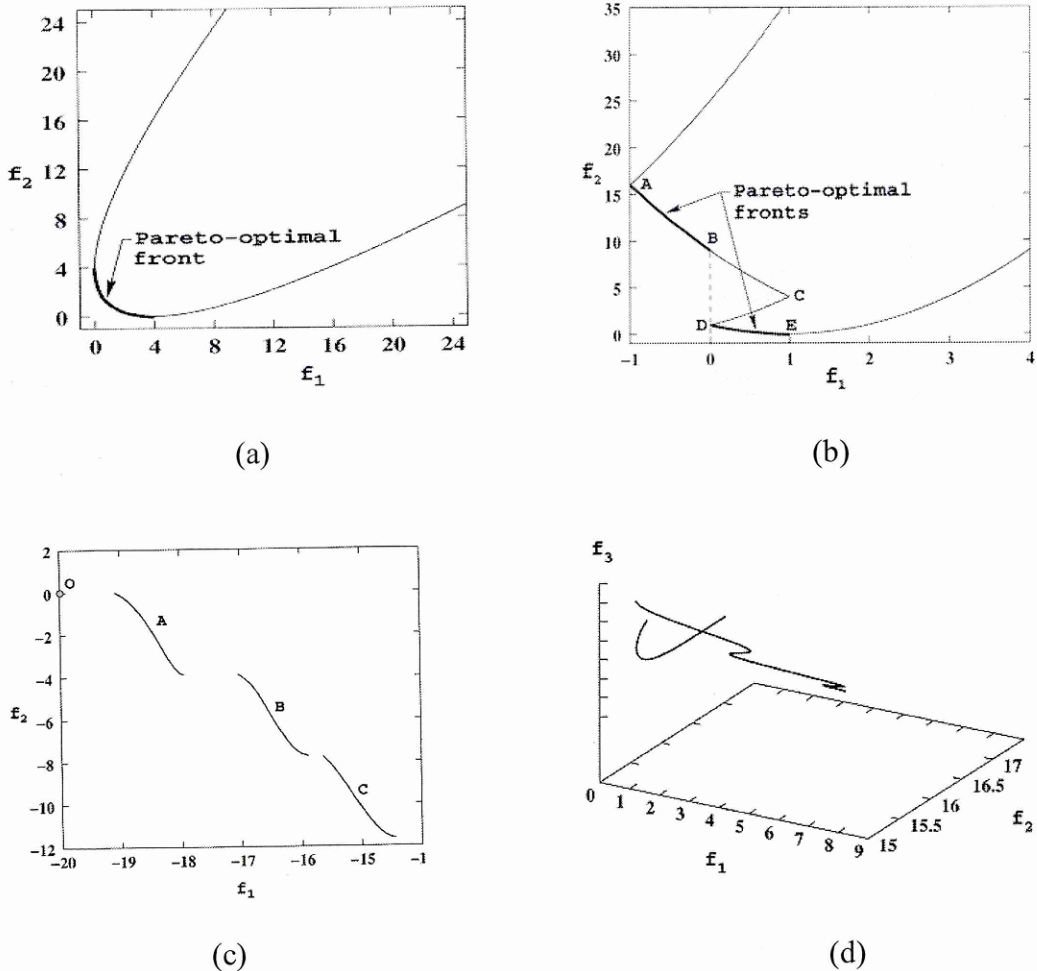 24
20
16
12
8
4
0
f2
Pareto-optimal
front
0 4 8 12 16 20 24
f1
(a)
35
30
25
20
15
10
5
0
f2
A
Pareto-optimal
fronts
B
C
D
E
-1 0 1 2 3 4
f1
(b)
2
0
-2
-4
-6
-8
-10
-12
f2
O
A
B
C
-20 -19 -18 -17 -16 -15 -1
f1
(c)
f3
0 1 2 3 4 5 6 7 8 9
f1
15 15.5 16 16.5 17
f2
(d)